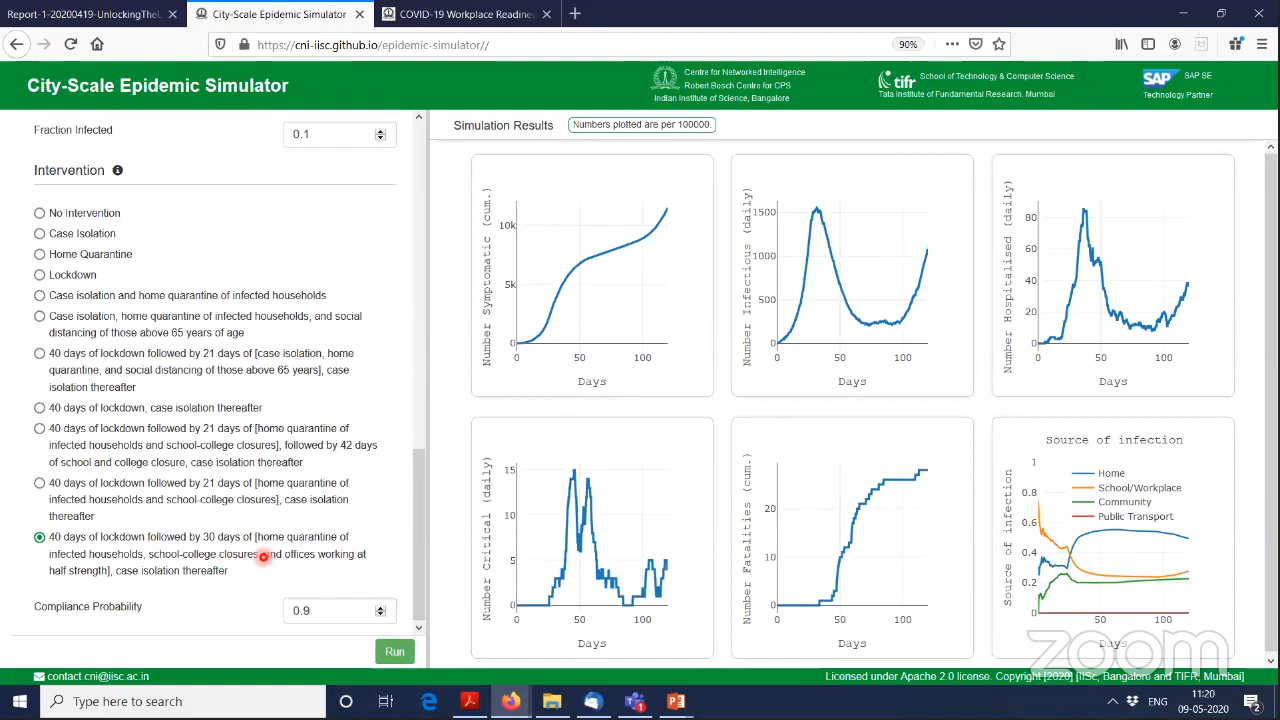 Report-1-20200419-UnlockingTheL
City-Scale Epidemic Simulator
COVID-19 Workplace Readines
https://cni-iisc.github.io/epidemic-simulator//
90%
City-Scale Epidemic Simulator
Centre for Networked Intelligence
Robert Bosch Centre for CPS
Indian Institute of Science, Bangalore
tifr
School of Technology & Computer Science
Tata Institute of Fundamental Research, Mumbai
SAP
SAP SE
Technology Partner
Fraction Infected
0.1
Intervention
No Intervention
Case Isolation
Home Quarantine
Lockdown
Case isolation and home quarantine of infected households
Case isolation, home quarantine of infected households, and social
distancing of those above 65 years of age
40 days of lockdown followed by 21 days of [case isolation, home
quarantine, and social distancing of those above 65 years], case
isolation thereafter
40 days of lockdown, case isolation thereafter
40 days of lockdown followed by 21 days of [home quarantine of
infected households and school-college closures], followed by 42 days
of school and college closure, case isolation thereafter
40 days of lockdown followed by 21 days of [home quarantine of
infected households and school-college closures], case isolation
thereafter
40 days of lockdown followed by 30 days of [home quarantine of
infected households, school-college closures and offices working at
half strength], case isolation thereafter
Compliance Probability
0.9
Run
Simulation Results
Numbers plotted are per 100000.
Number Symptomatic (cum.)
10k
5k
0
0
50
100
Days
Number Infectious (daily)
1500
1000
500
0
0
50
100
Days
Number Hospitalised (daily)
80
60
40
20
0
0
50
100
Days
Number Critical (daily)
15
10
5
0
0
50
100
Days
Number Fatalities (cum.)
20
10
0
0
50
100
Days
Source of infection
Source of infection
1
0.8
0.6
0.4
0.2
0
Home
School/Workplace
Community
Public Transport
0
50
100
Days
zoom
contact.cni@iisc.ac.in
Licensed under Apache 2.0 license. Copyright [2020] [IISc, Bangalore and TIFR, Mumbai]
Type here to search
ENG
11:20
09-05-2020
2